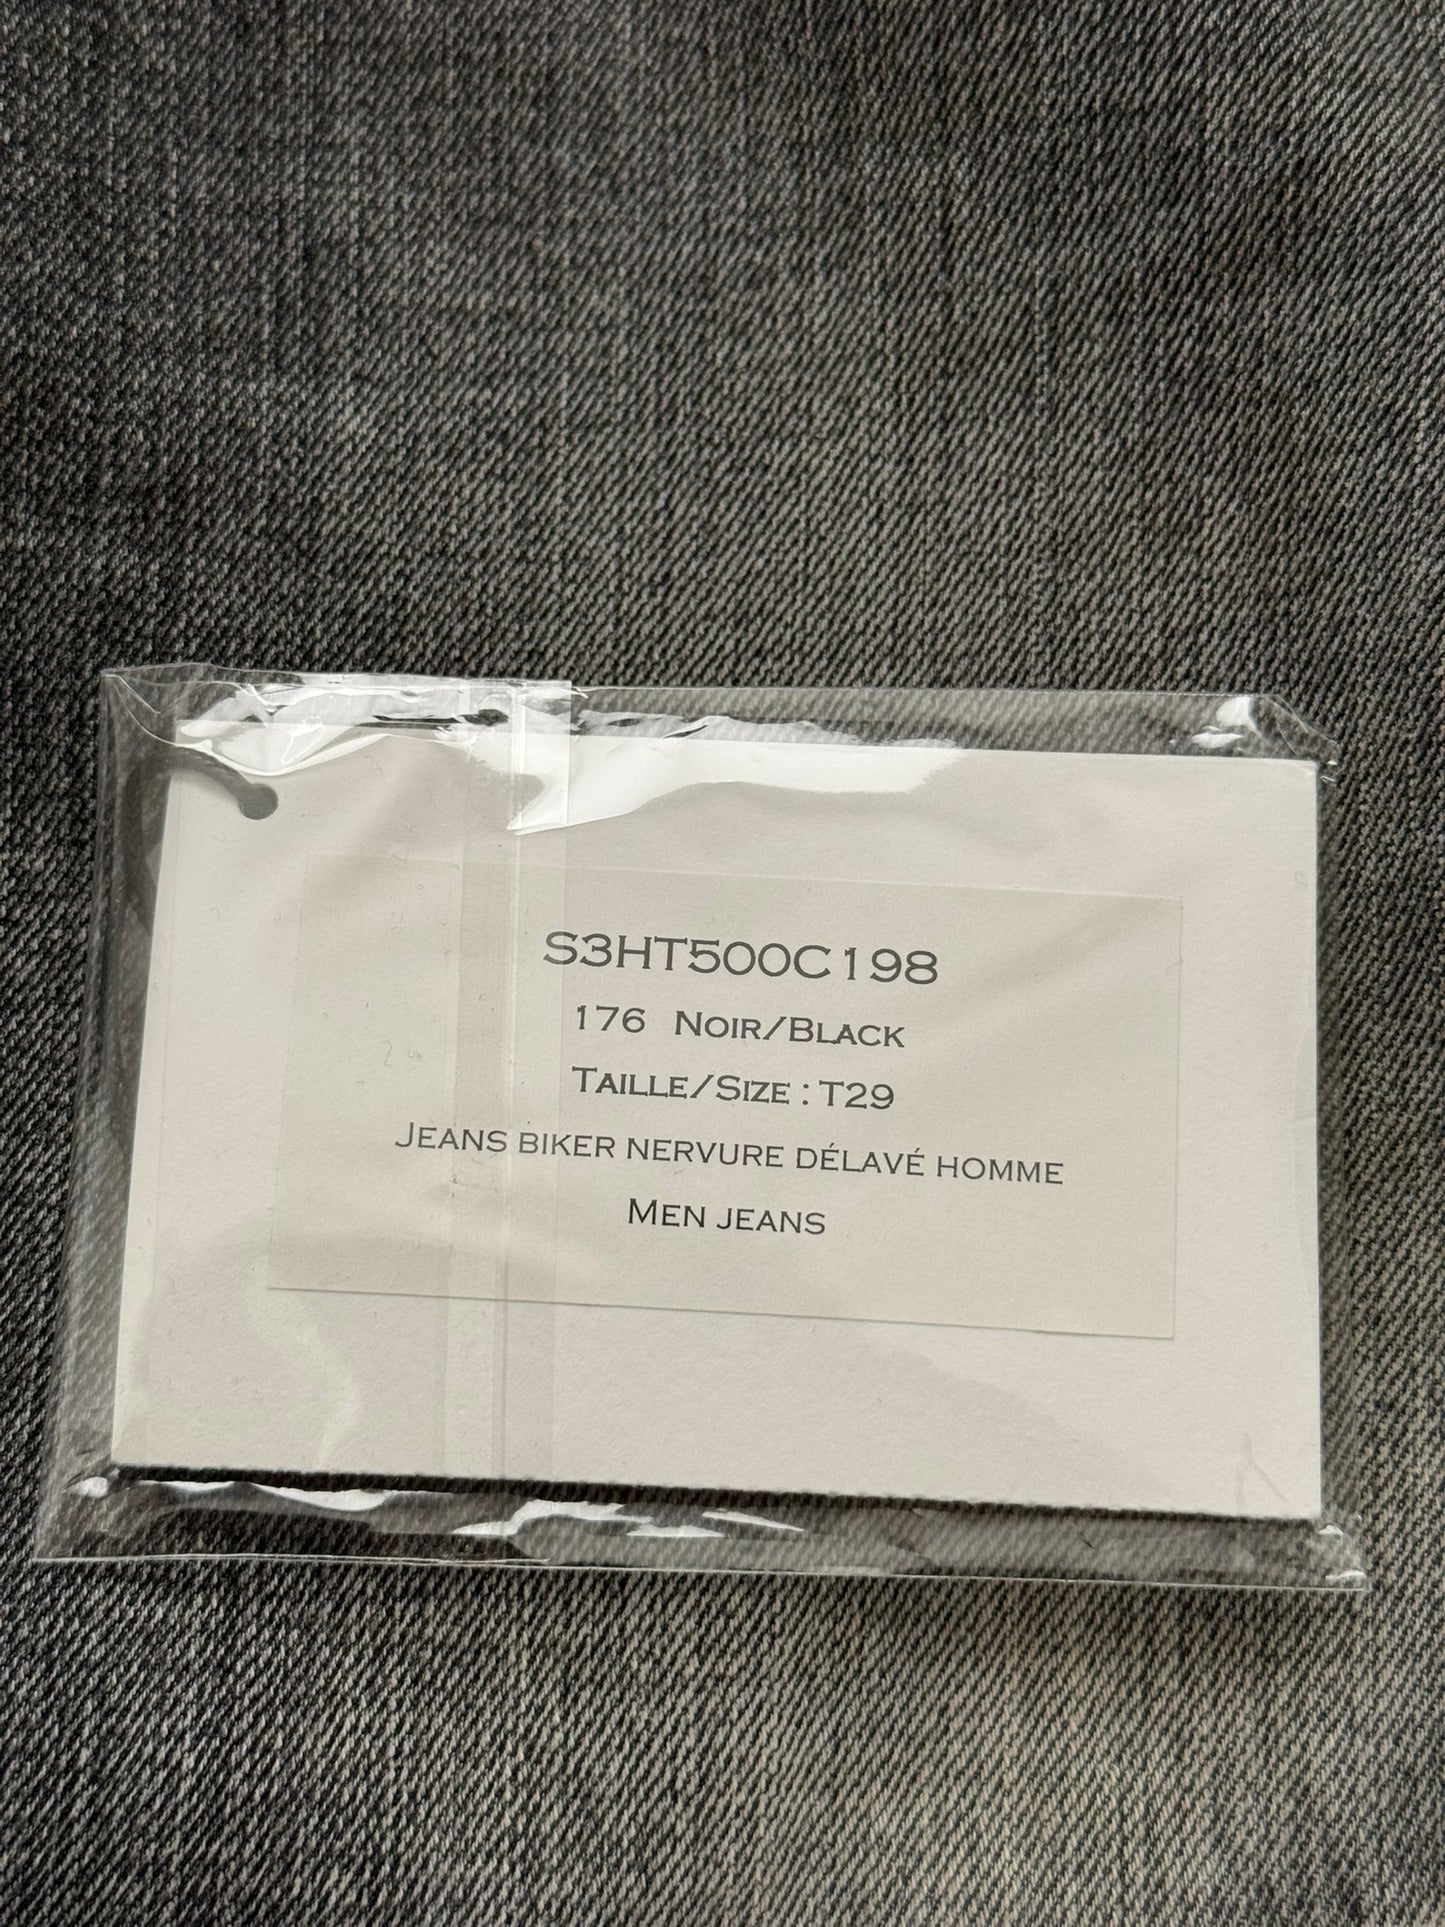 S3HT500C198
176 Noir/Black
Taille/Size : T29
Jeans biker nervure délavé homme
Men jeans